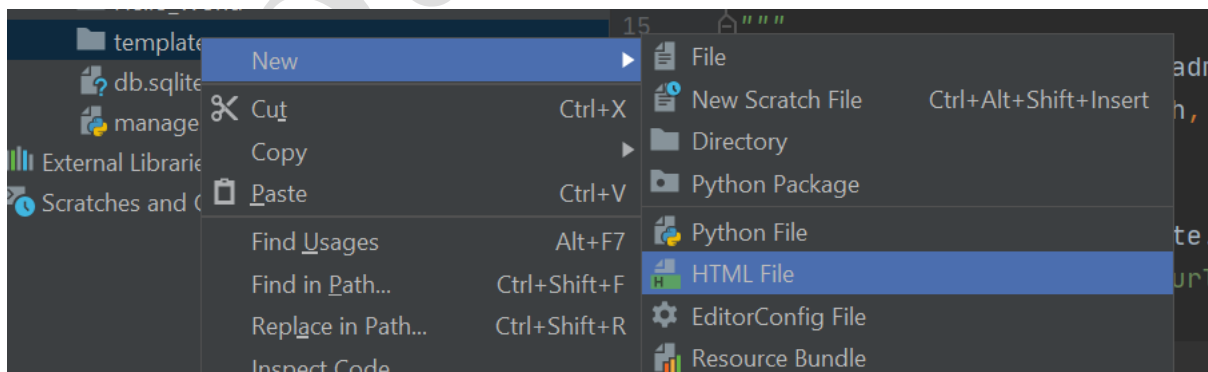 15 """
template
db.sqlite
manage
External Librarie
Scratches and
New
Cut Ctrl+X
Copy
Paste Ctrl+V
Find Usages Alt+F7
Find in Path... Ctrl+Shift+F
Replace in Path... Ctrl+Shift+R
Inspect Code
File
New Scratch File Ctrl+Alt+Shift+Insert
Directory
Python Package
Python File
HTML File
EditorConfig File
Resource Bundle
adm
h,
te.
url